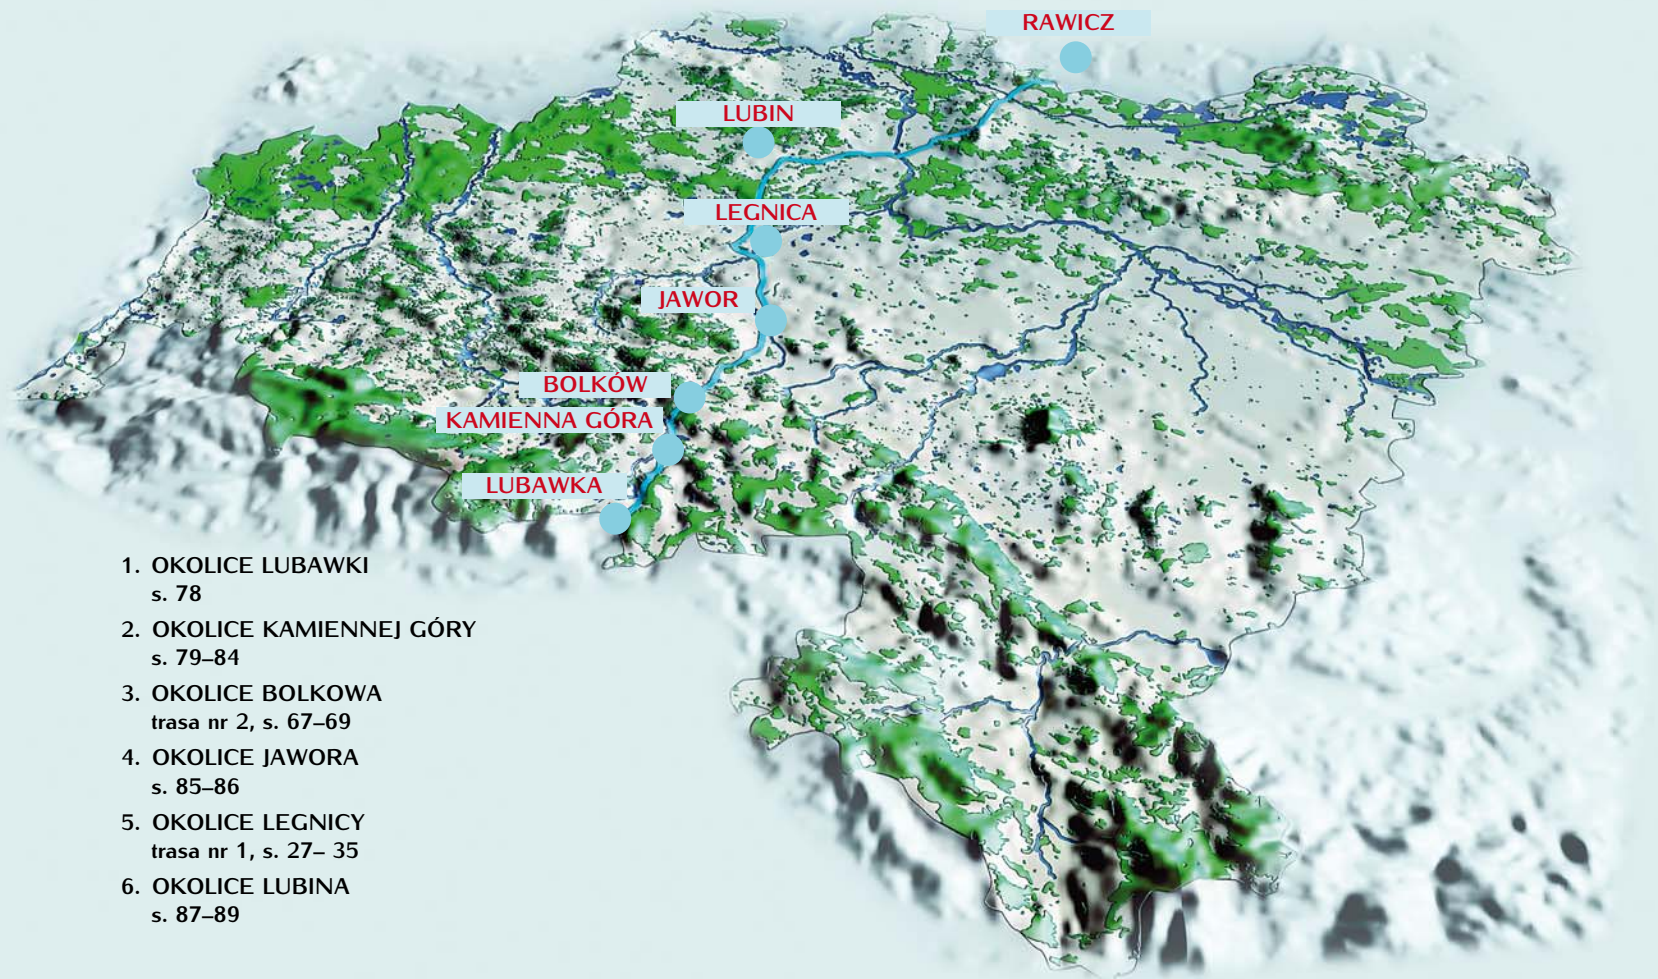 RAWICZ
LUBIN
LEGNICA
JAWOR
BOLKÓW
KAMIENNA GÓRA
LUBAWKA
1. OKOLICE LUBAWKI
s. 78
2. OKOLICE KAMIENNEJ GÓRY
s. 79–84
3. OKOLICE BOLKOWA
trasa nr 2, s. 67–69
4. OKOLICE JAWORA
s. 85–86
5. OKOLICE LEGNICY
trasa nr 1, s. 27– 35
6. OKOLICE LUBINA
s. 87–89